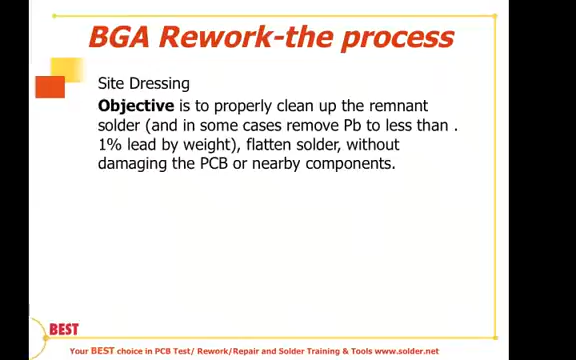 BGA Rework-the process
Site Dressing
Objective is to properly clean up the remnant
solder (and in some cases remove Pb to less than .
1% lead by weight), flatten solder, without
damaging the PCB or nearby components.
BEST
Your BEST choice in PCB Test/ Rework/Repair and Solder Training & Tools www.solder.net